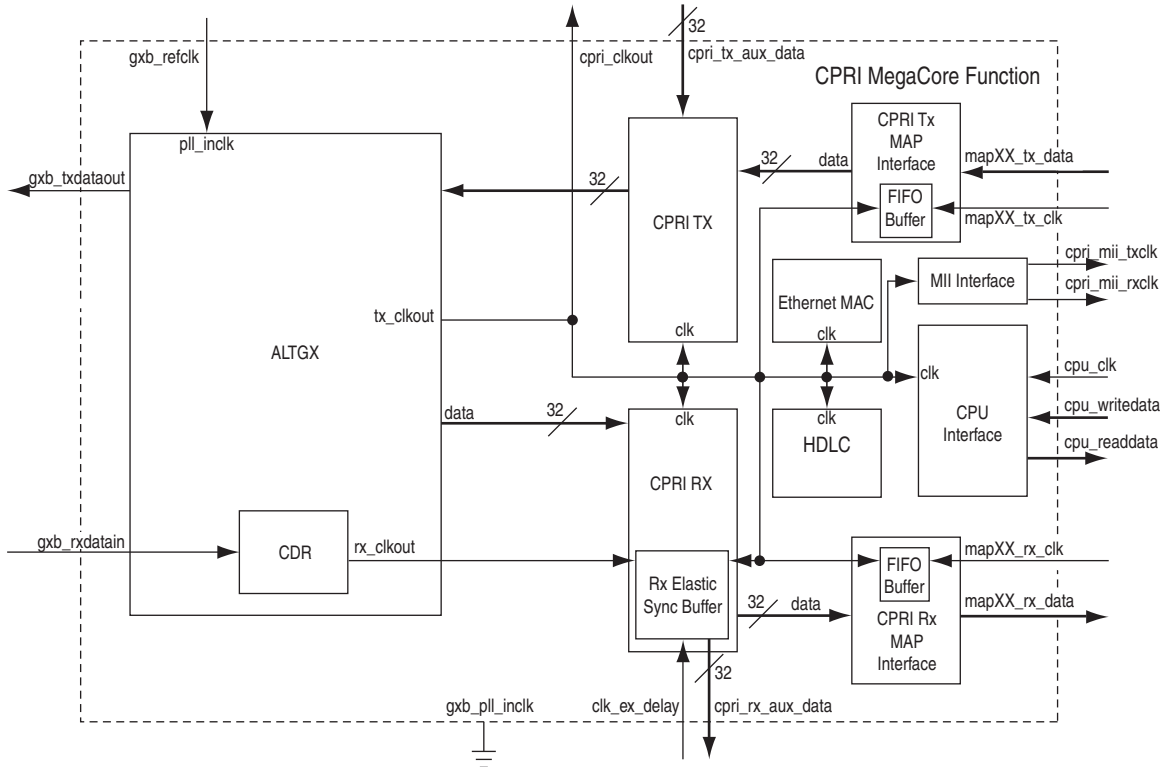 gxb_refclk
cpri_clkout
32
cpri_tx_aux_data
CPRI MegaCore Function
pll_inclk
gxb_txdataout
32
CPRI TX
32
data
CPRI Tx
MAP
Interface
FIFO
Buffer
mapXX_tx_data
mapXX_tx_clk
cpri_mii_txclk
MII Interface
cpri_mii_rxclk
Ethernet MAC
clk
tx_clkout
clk
ALTGX
clk
CPU
Interface
cpu_clk
cpu_writedata
cpu_readdata
data
32
clk
CPRI RX
clk
HDLC
gxb_rxdatain
CDR
rx_clkout
Rx Elastic
Sync Buffer
32
data
FIFO
Buffer
CPRI Rx
MAP
Interface
mapXX_rx_clk
mapXX_rx_data
32
gxb_pll_inclk
clk_ex_delay
cpri_rx_aux_data